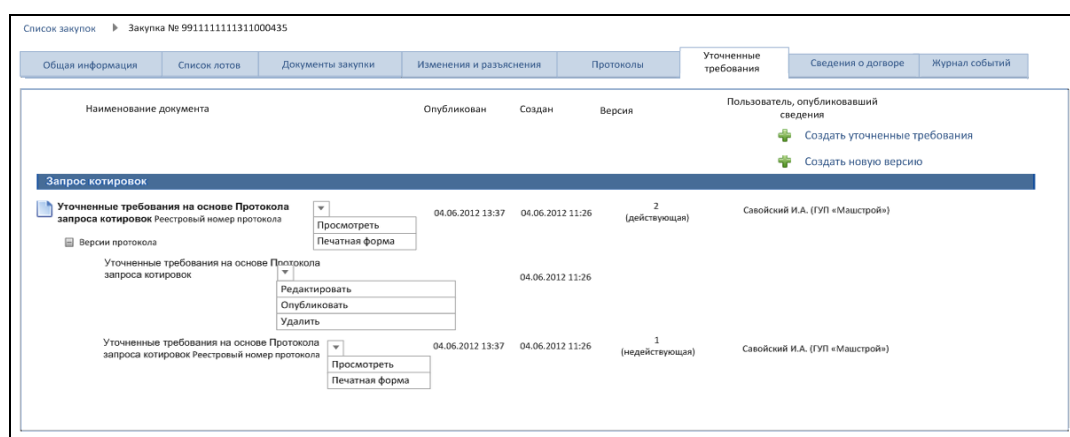 Список закупок Закупка № 9911111111311000435
Общая информация Список лотов Документы закупки Изменения и разъяснения Протоколы Уточненные требования Сведения о догворе Журнал событий
Наименование документа Опубликован Создан Версия Пользователь, опубликовавший сведения
Создать уточненные требования
Создать новую версию
Запрос котировок
Уточненные требования на основе Протокола
запроса котировок Реестровый номер протокола
04.06.2012 13:37 04.06.2012 11:26 2 (действующая) Савойский И.А. (ГУП «Машстрой»)
Просмотреть
Печатная форма
Версии протокола
Уточненные требования на основе Протокола
запроса котировок
04.06.2012 11:26
Редактировать
Опубликовать
Удалить
Уточненные требования на основе Протокола
запроса котировок Реестровый номер протокола
04.06.2012 13:37 04.06.2012 11:26 1 (недействующая) Савойский И.А. (ГУП «Машстрой»)
Просмотреть
Печатная форма